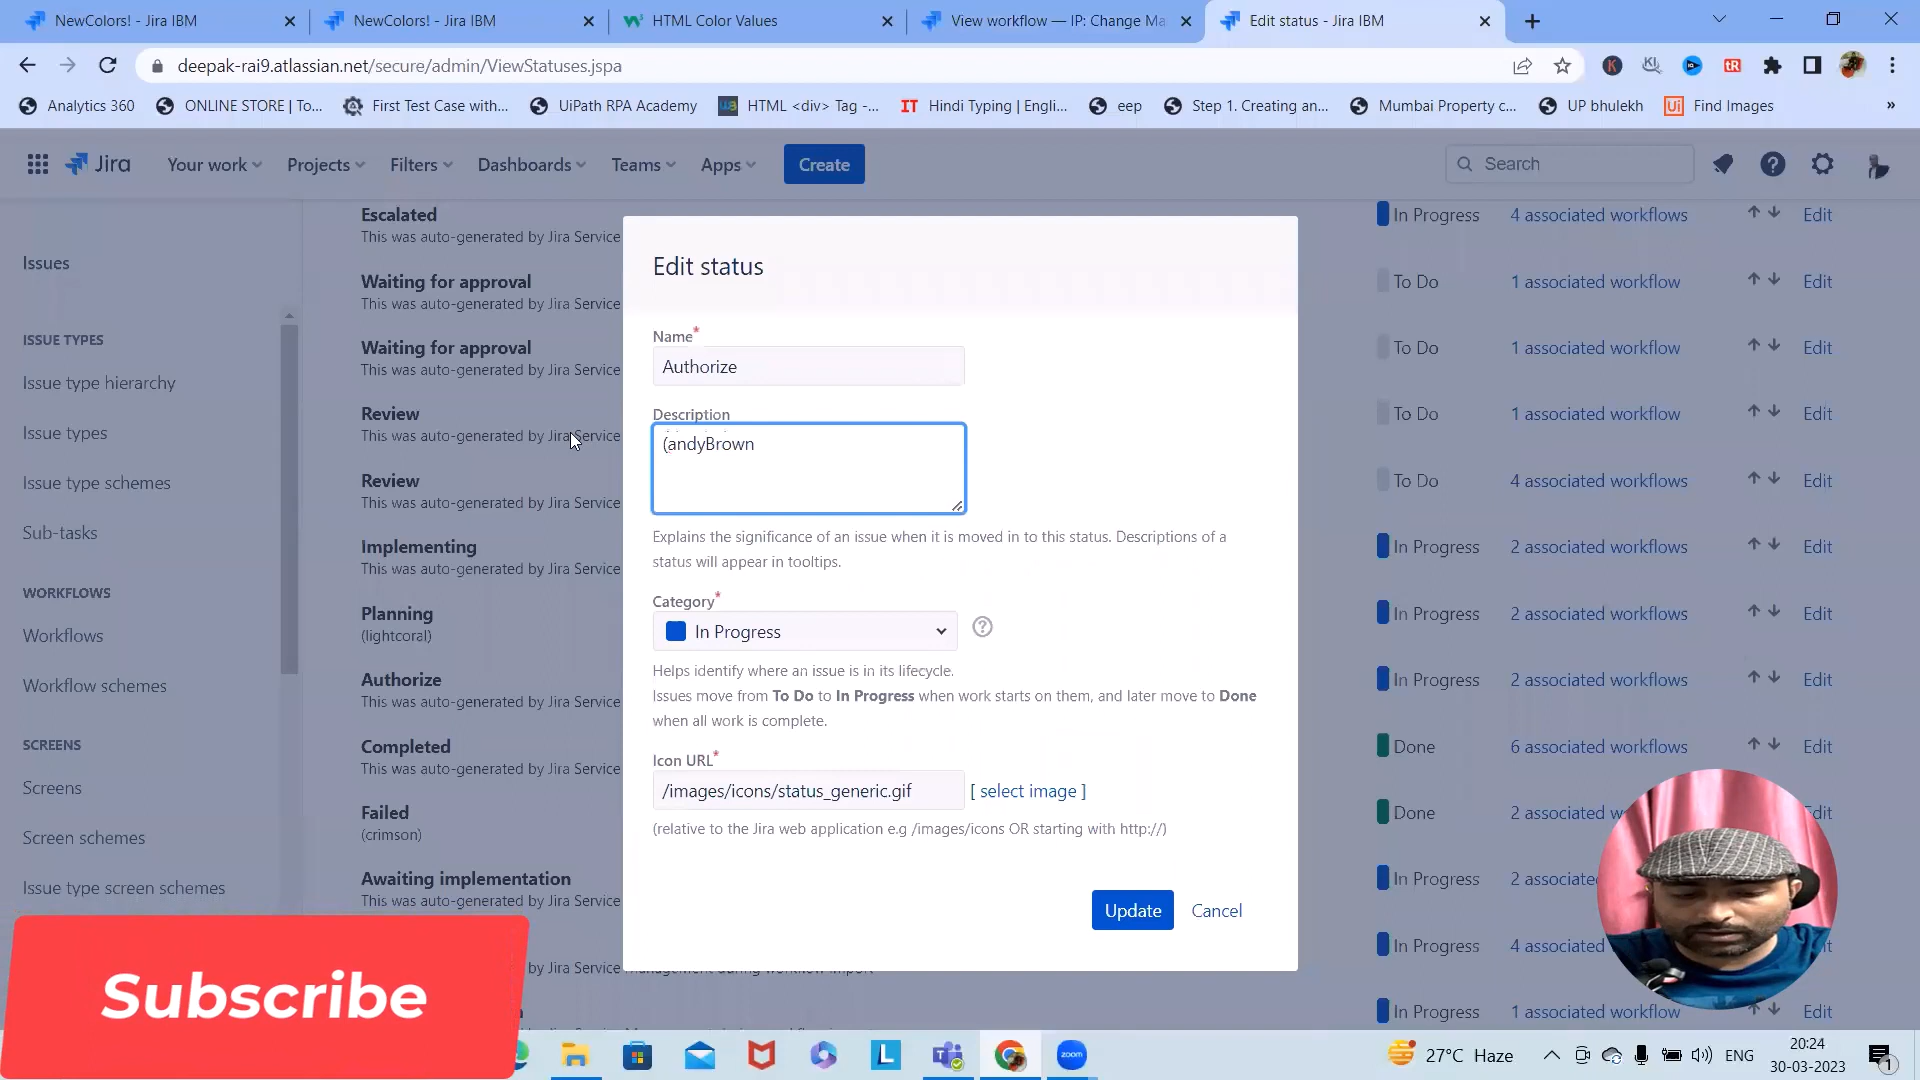 NewColors! - Jira IBM
NewColors! - Jira IBM
HTML Color Values
View workflow — IP: Change Ma
Edit status - Jira IBM
deepak-rai9.atlassian.net/secure/admin/ViewStatuses.jspa
Analytics 360
ONLINE STORE | To...
First Test Case with...
UiPath RPA Academy
HTML <div> Tag -...
Hindi Typing | Engli...
eep
Step 1. Creating an...
Mumbai Property c...
UP bhulekh
Find Images
»
Jira
Your work
Projects
Filters
Dashboards
Teams
Apps
Create
Search
Issues
ISSUE TYPES
Issue type hierarchy
Issue types
Issue type schemes
Sub-tasks
WORKFLOWS
Workflows
Workflow schemes
SCREENS
Screens
Screen schemes
Issue type screen schemes
Escalated
This was auto-generated by Jira Service
Waiting for approval
This was auto-generated by Jira Service
Waiting for approval
This was auto-generated by Jira Service
Review
This was auto-generated by Jira Service
Review
This was auto-generated by Jira Service
Implementing
This was auto-generated by Jira Service
Planning
(lightcoral)
Authorize
This was auto-generated by Jira Service
Completed
This was auto-generated by Jira Service
Failed
(crimson)
Awaiting implementation
This was auto-generated by Jira Service
by Jira Service
Edit status
Name*
Authorize
Description
(andyBrown
Explains the significance of an issue when it is moved in to this status. Descriptions of a
status will appear in tooltips.
Category*
In Progress
Helps identify where an issue is in its lifecycle.
Issues move from To Do to In Progress when work starts on them, and later move to Done
when all work is complete.
Icon URL*
/images/icons/status_generic.gif
[ select image ]
(relative to the Jira web application e.g /images/icons OR starting with http://)
Update
Cancel
In Progress 4 associated workflows Edit
To Do 1 associated workflow Edit
To Do 1 associated workflow Edit
To Do 1 associated workflow Edit
To Do 4 associated workflows Edit
In Progress 2 associated workflows Edit
In Progress 2 associated workflows Edit
In Progress 2 associated workflows Edit
Done 6 associated workflows Edit
Done 2 associated Edit
In Progress 2 Edit
In Progress 4 associated
In Progress 1 associated workflow Edit
Subscribe
27°C Haze
ENG
20:24
30-03-2023
1